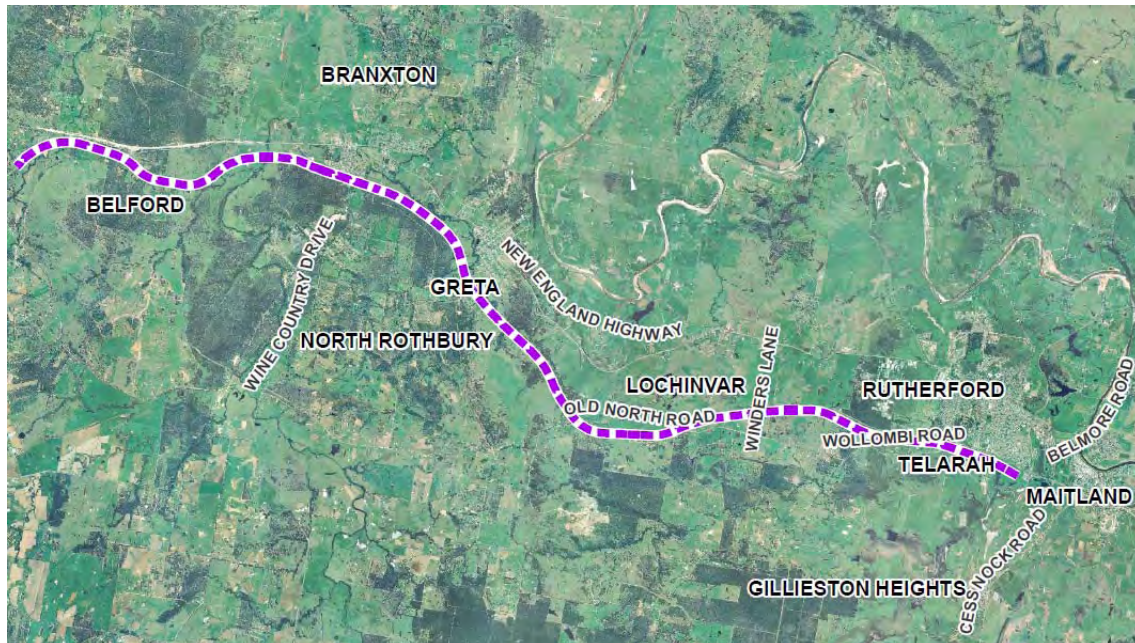 BRANXTON
BELFORD
WINE COUNTRY DRIVE
GRETA
NEW ENGLAND HIGHWAY
NORTH ROTHBURY
LOCHINVAR
OLD NORTH ROAD
WINDERS LANE
RUTHERFORD
WOLLOMBI ROAD
BELMORE ROAD
TELARAH
MAITLAND
GILLIESTON HEIGHTS
CESSNOCK ROAD